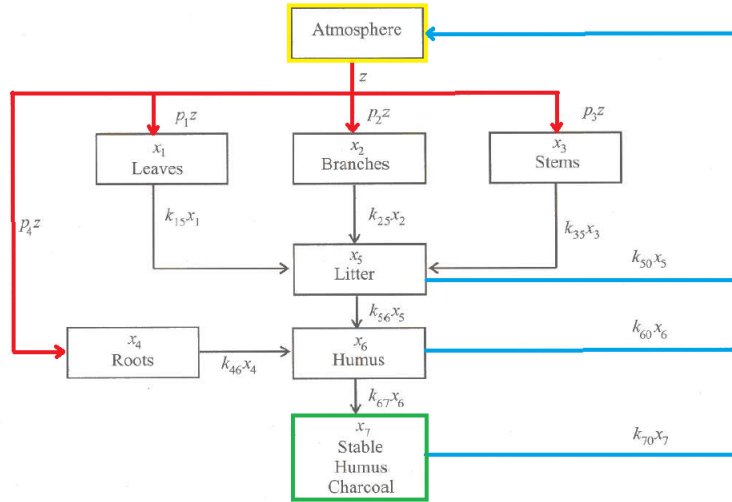 Atmosphere
z
p₁z
p₂z
p₃z
x₁
Leaves
x₂
Branches
x₃
Stems
p₄z
k₁₅x₁
k₂₅x₂
k₃₅x₃
x₅
Litter
k₅₀x₅
k₅₆x₅
x₄
Roots
k₄₆x₄
x₆
Humus
k₆₀x₆
k₆₇x₆
x₇
Stable
Humus
Charcoal
k₇₀x₇